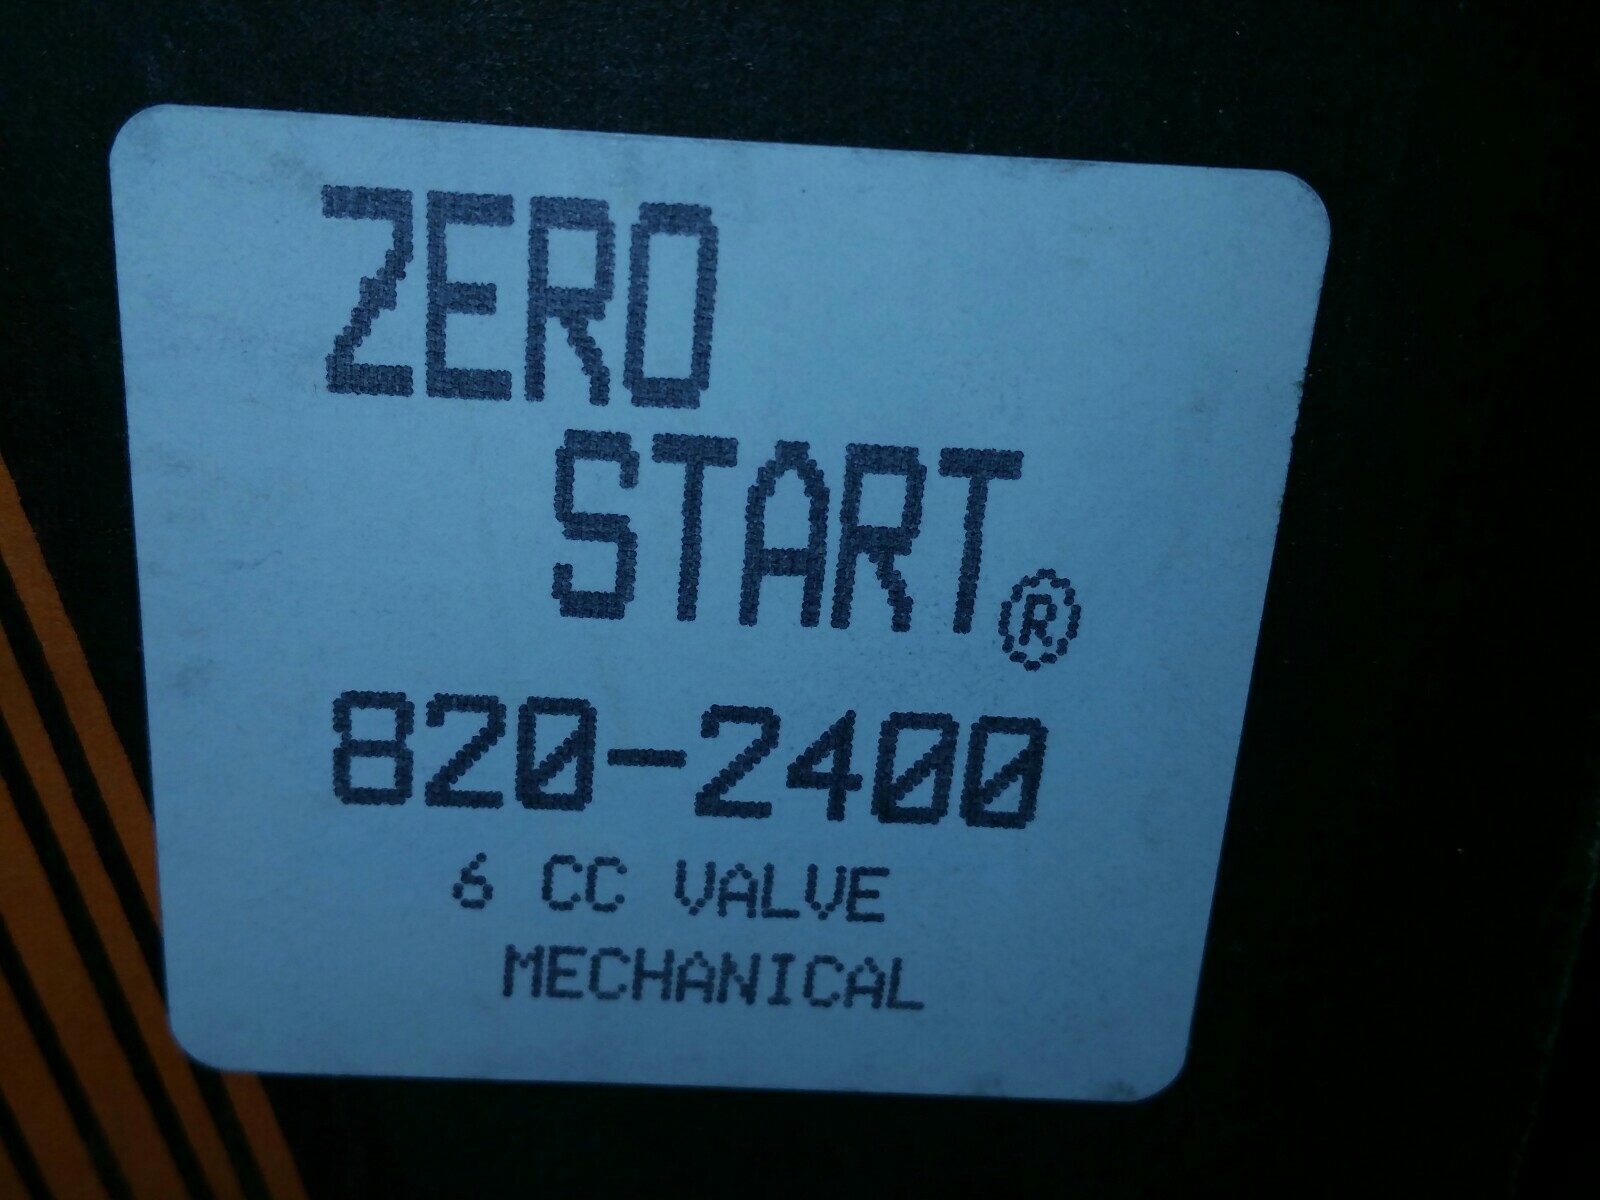 ZERO
START®
820-2400
6 CC VALVE
MECHANICAL